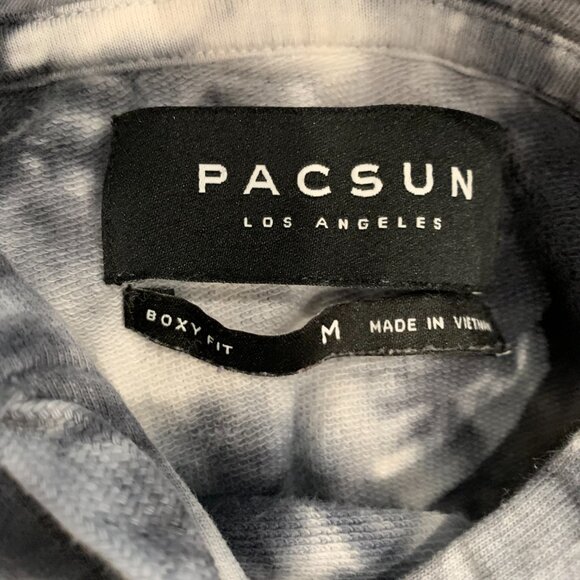 PACSUN
LOS ANGELES
BOXY FIT M MADE IN VIETNAM